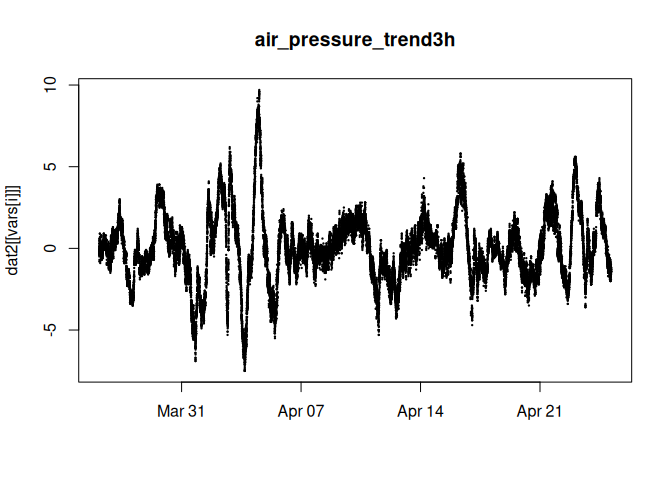 air_pressure_trend3h
dat2[[vars[i]]]
10
5
0
-5
Mar 31
Apr 07
Apr 14
Apr 21